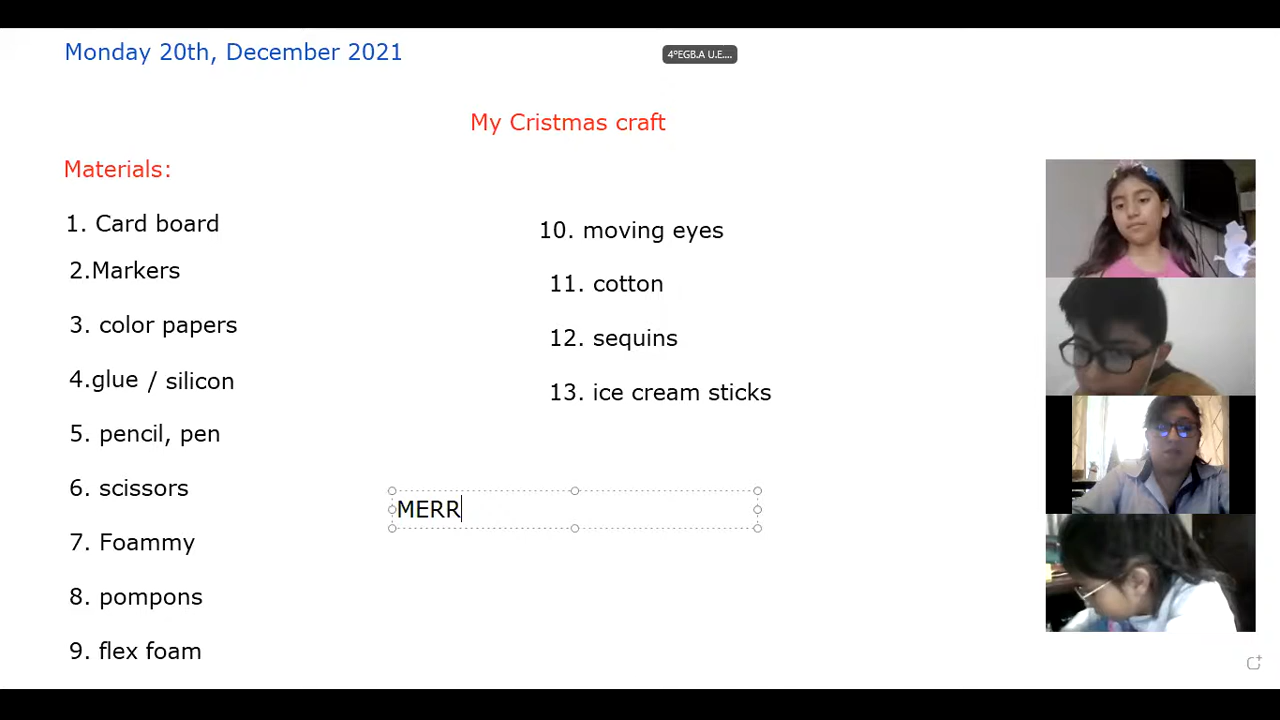 Monday 20th, December 2021
4ºEGB.A U.E....
My Cristmas craft
Materials:
1. Card board
2.Markers
3. color papers
4.glue / silicon
5. pencil, pen
6. scissors
7. Foammy
8. pompons
9. flex foam
10. moving eyes
11. cotton
12. sequins
13. ice cream sticks
MERR